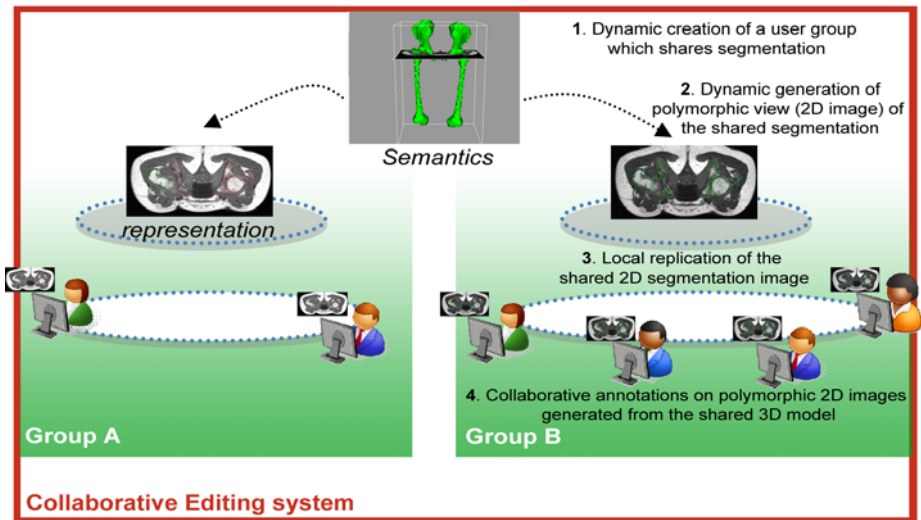 1. Dynamic creation of a user group
which shares segmentation
2. Dynamic generation of
polymorphic view (2D image) of
the shared segmentation
Semantics
representation
3. Local replication of the
shared 2D segmentation image
4. Collaborative annotations on polymorphic 2D images
generated from the shared 3D model
Group A
Group B
Collaborative Editing system